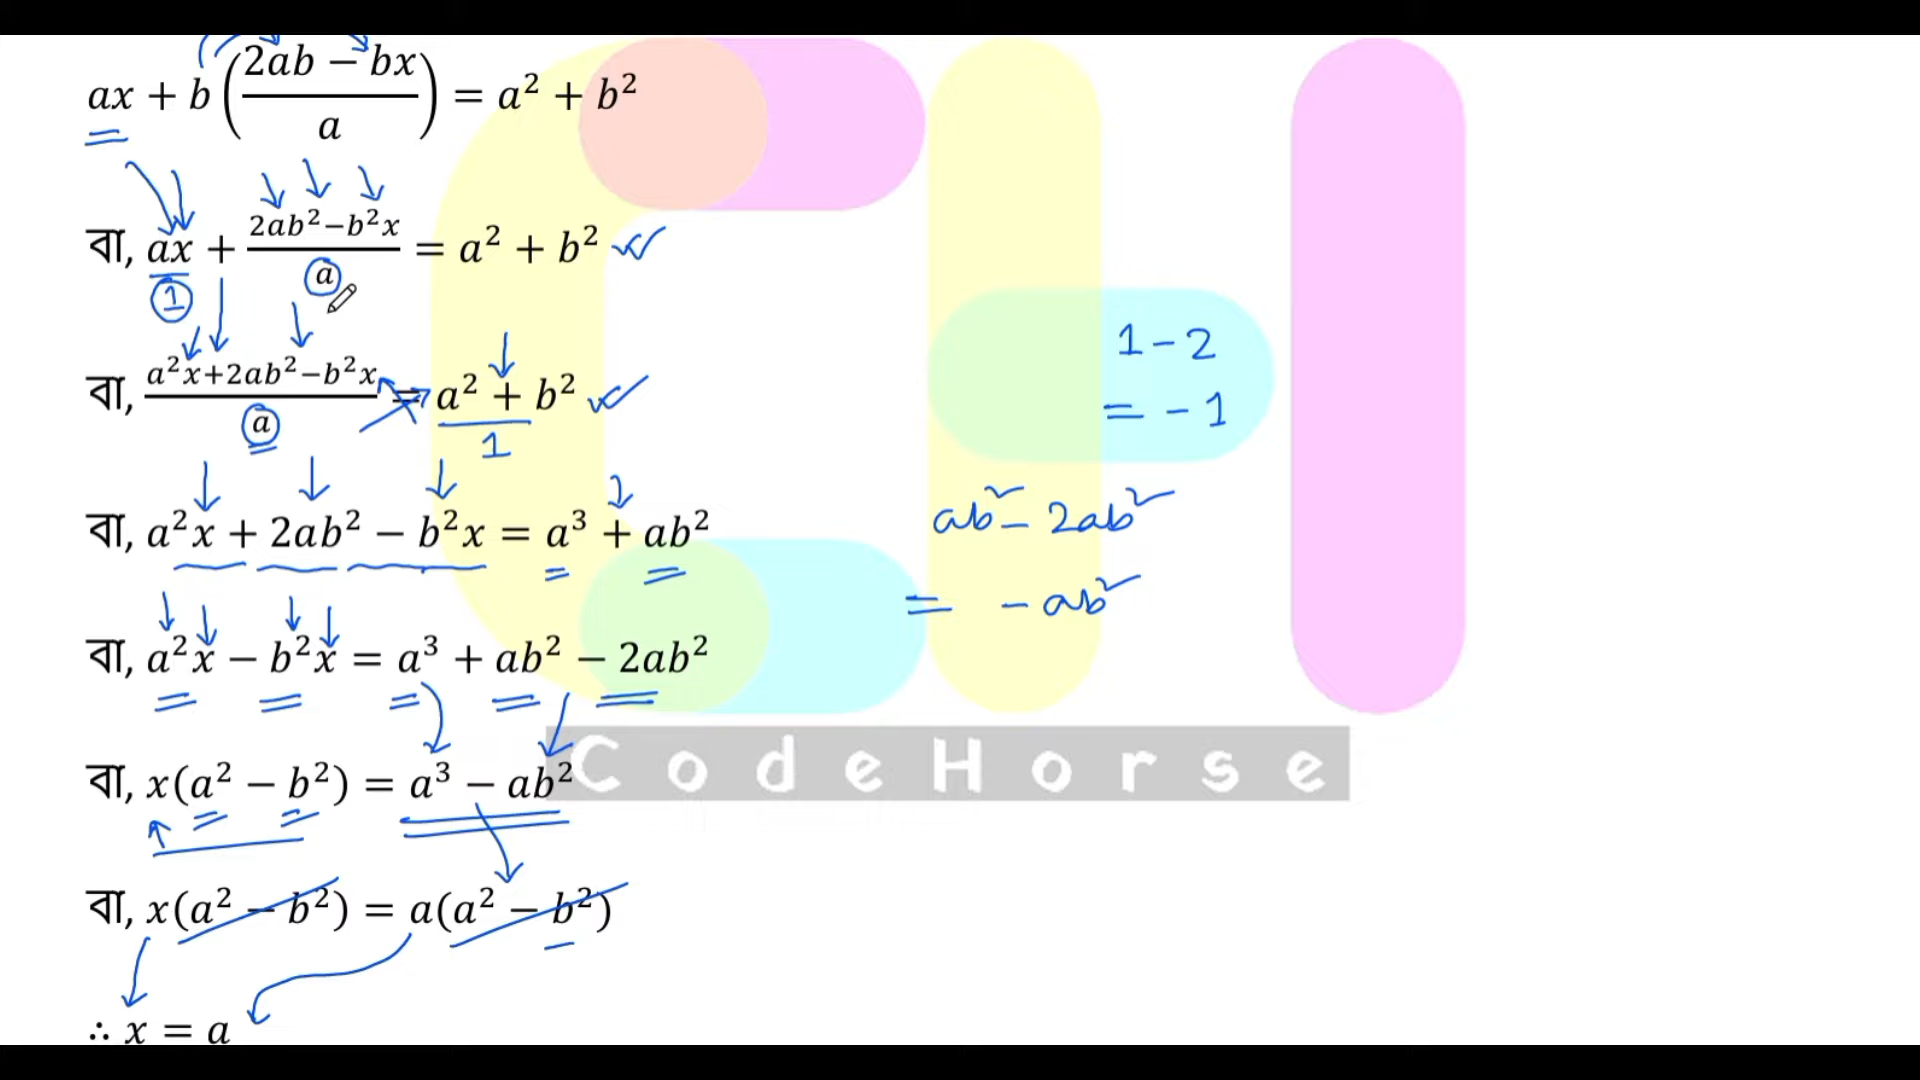 ax + b((2ab − bx)/a) = a² + b²
বা, ax + (2ab²−b²x)/a = a² + b²
1
বা, (a²x+2ab²−b²x)/a = a² + b²
1
1 - 2
= - 1
বা, a²x + 2ab² − b²x = a³ + ab²
ab² - 2ab²
= - ab²
বা, a²x − b²x = a³ + ab² − 2ab²
বা, x(a² − b²) = a³ − ab²
CodeHorse
বা, x(a² − b²) = a(a² − b²)
∴ x = a